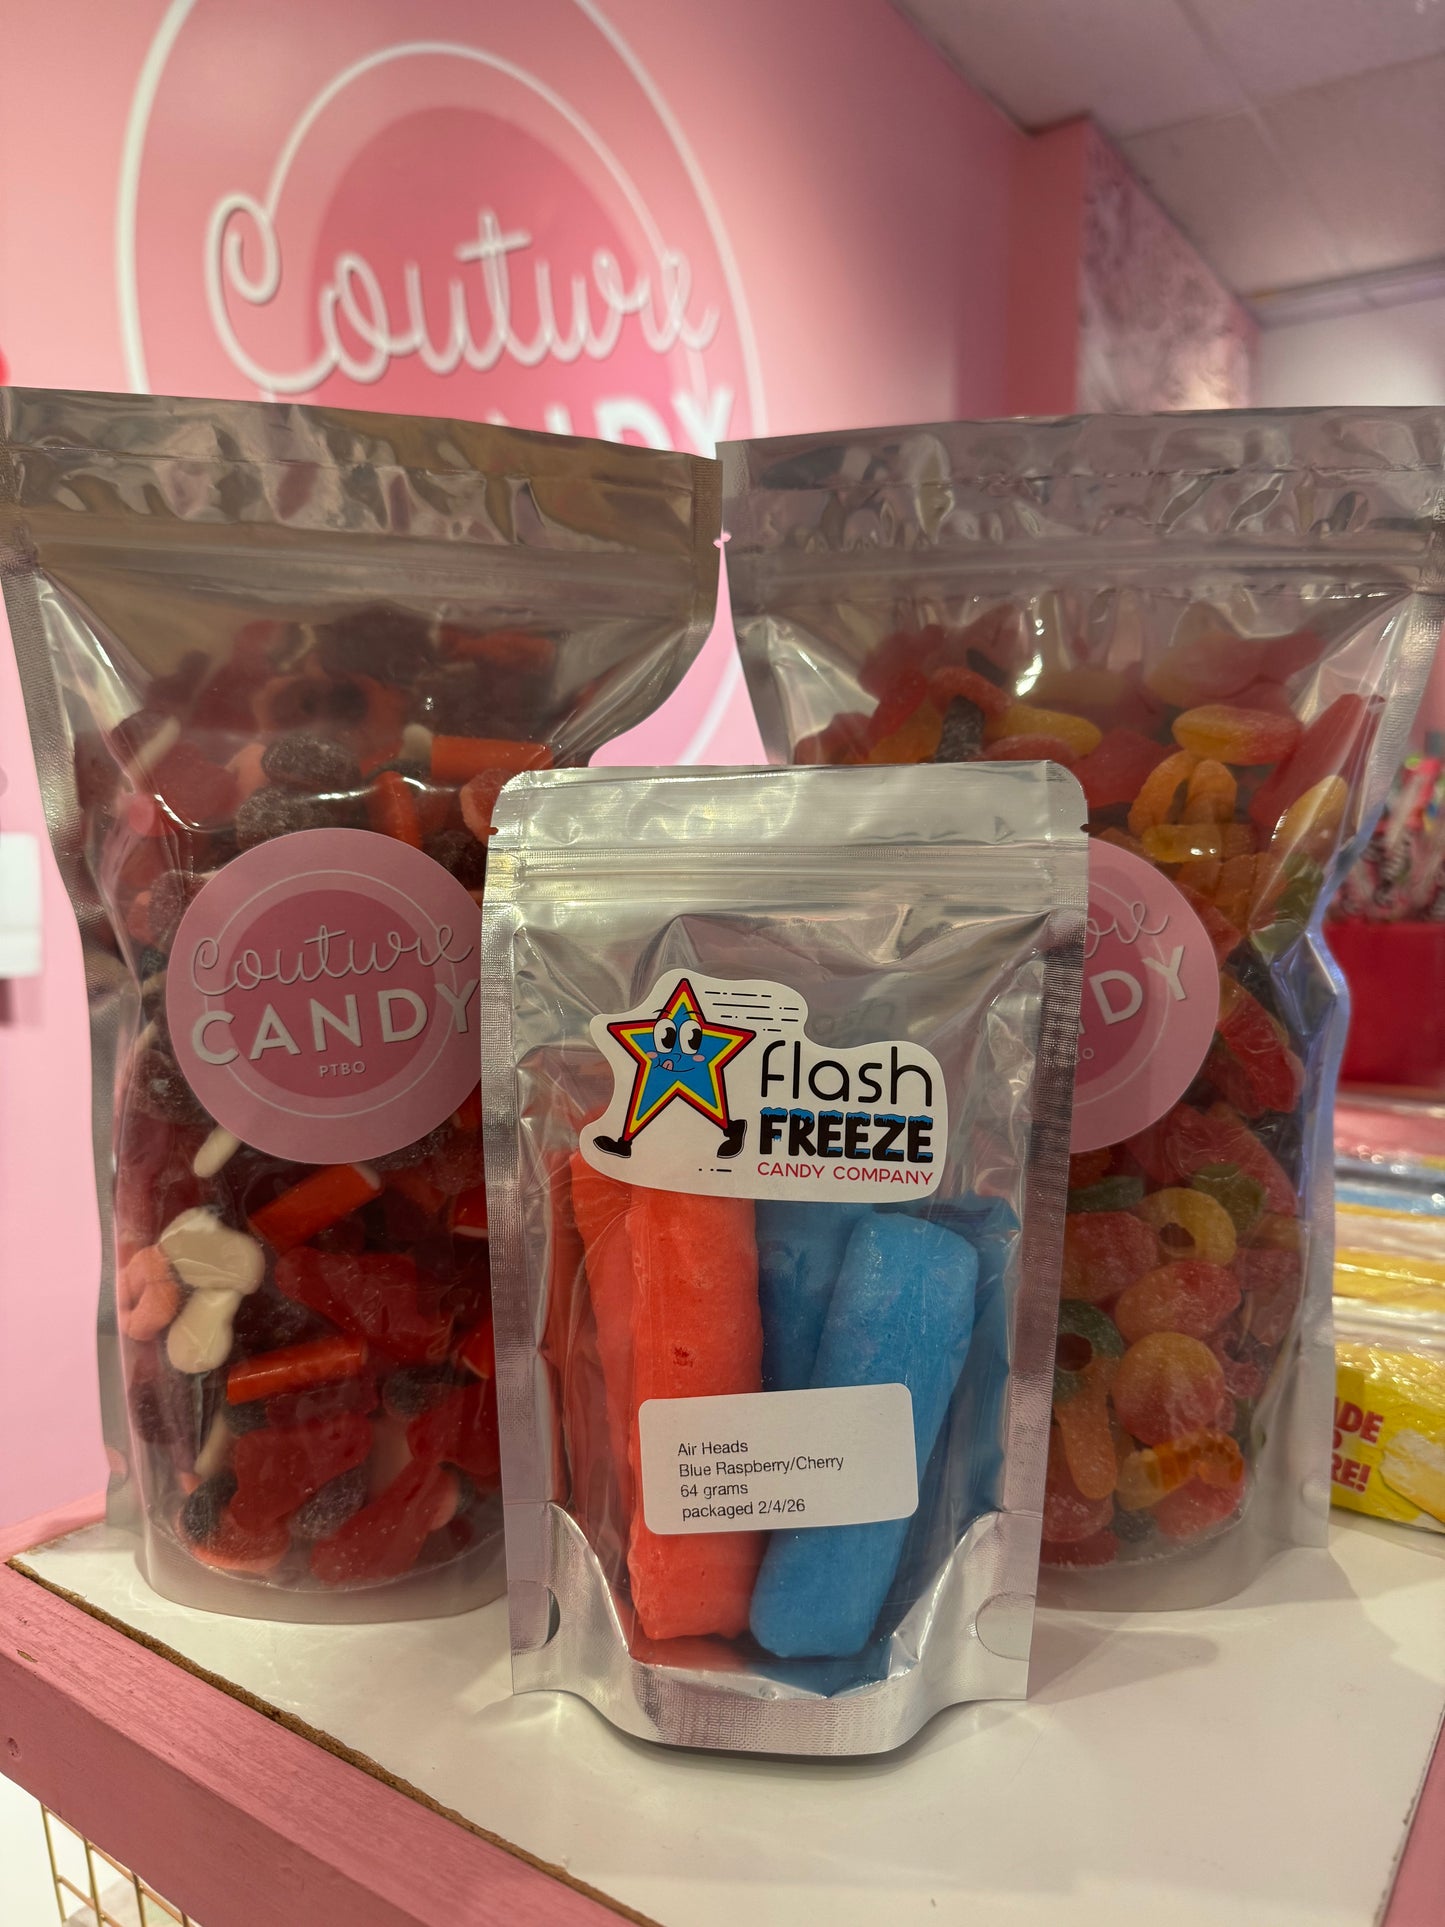 Couture
CANDY
Couture
CANDY
PTBO
flash
FREEZE
CANDY COMPANY
Air Heads
Blue Raspberry/Cherry
64 grams
packaged 2/4/26